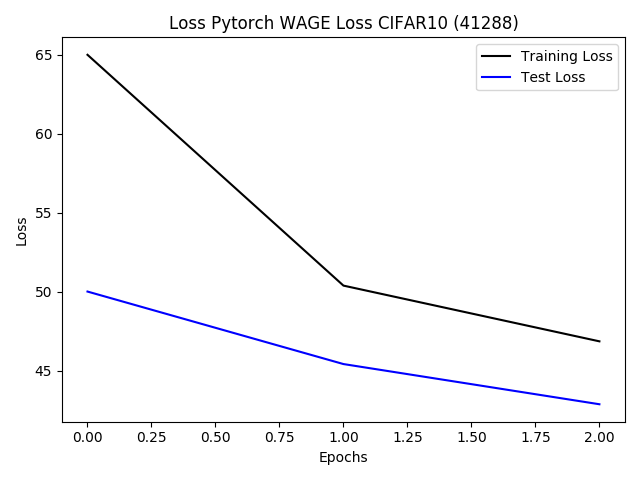 Loss Pytorch WAGE Loss CIFAR10 (41288)
Training Loss
Test Loss
Loss
65
60
55
50
45
0.00 0.25 0.50 0.75 1.00 1.25 1.50 1.75 2.00
Epochs